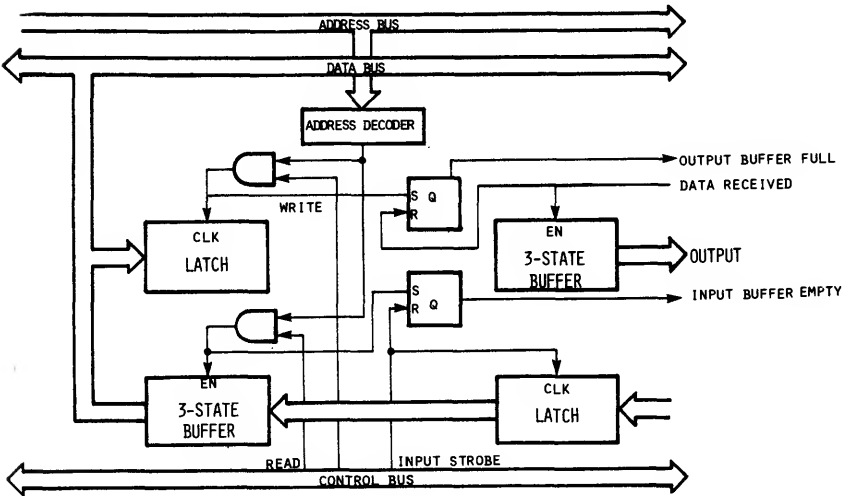 ADDRESS BUS
DATA BUS
ADDRESS DECODER
OUTPUT BUFFER FULL
DATA RECEIVED
S Q
R
WRITE
CLK
LATCH
EN
3-STATE
BUFFER
OUTPUT
S
Q
R
INPUT BUFFER EMPTY
EN
3-STATE
BUFFER
CLK
LATCH
READ
INPUT STROBE
CONTROL BUS